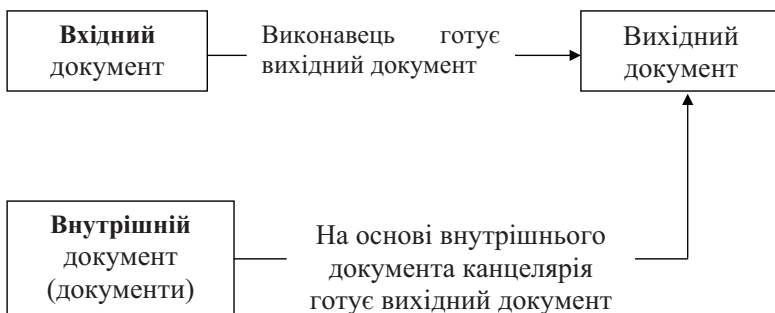 Вхідний
документ
Виконавець готує
вихідний документ
Вихідний
документ
Внутрішній
документ
(документи)
На основі внутрішнього
документа канцелярія
готує вихідний документ